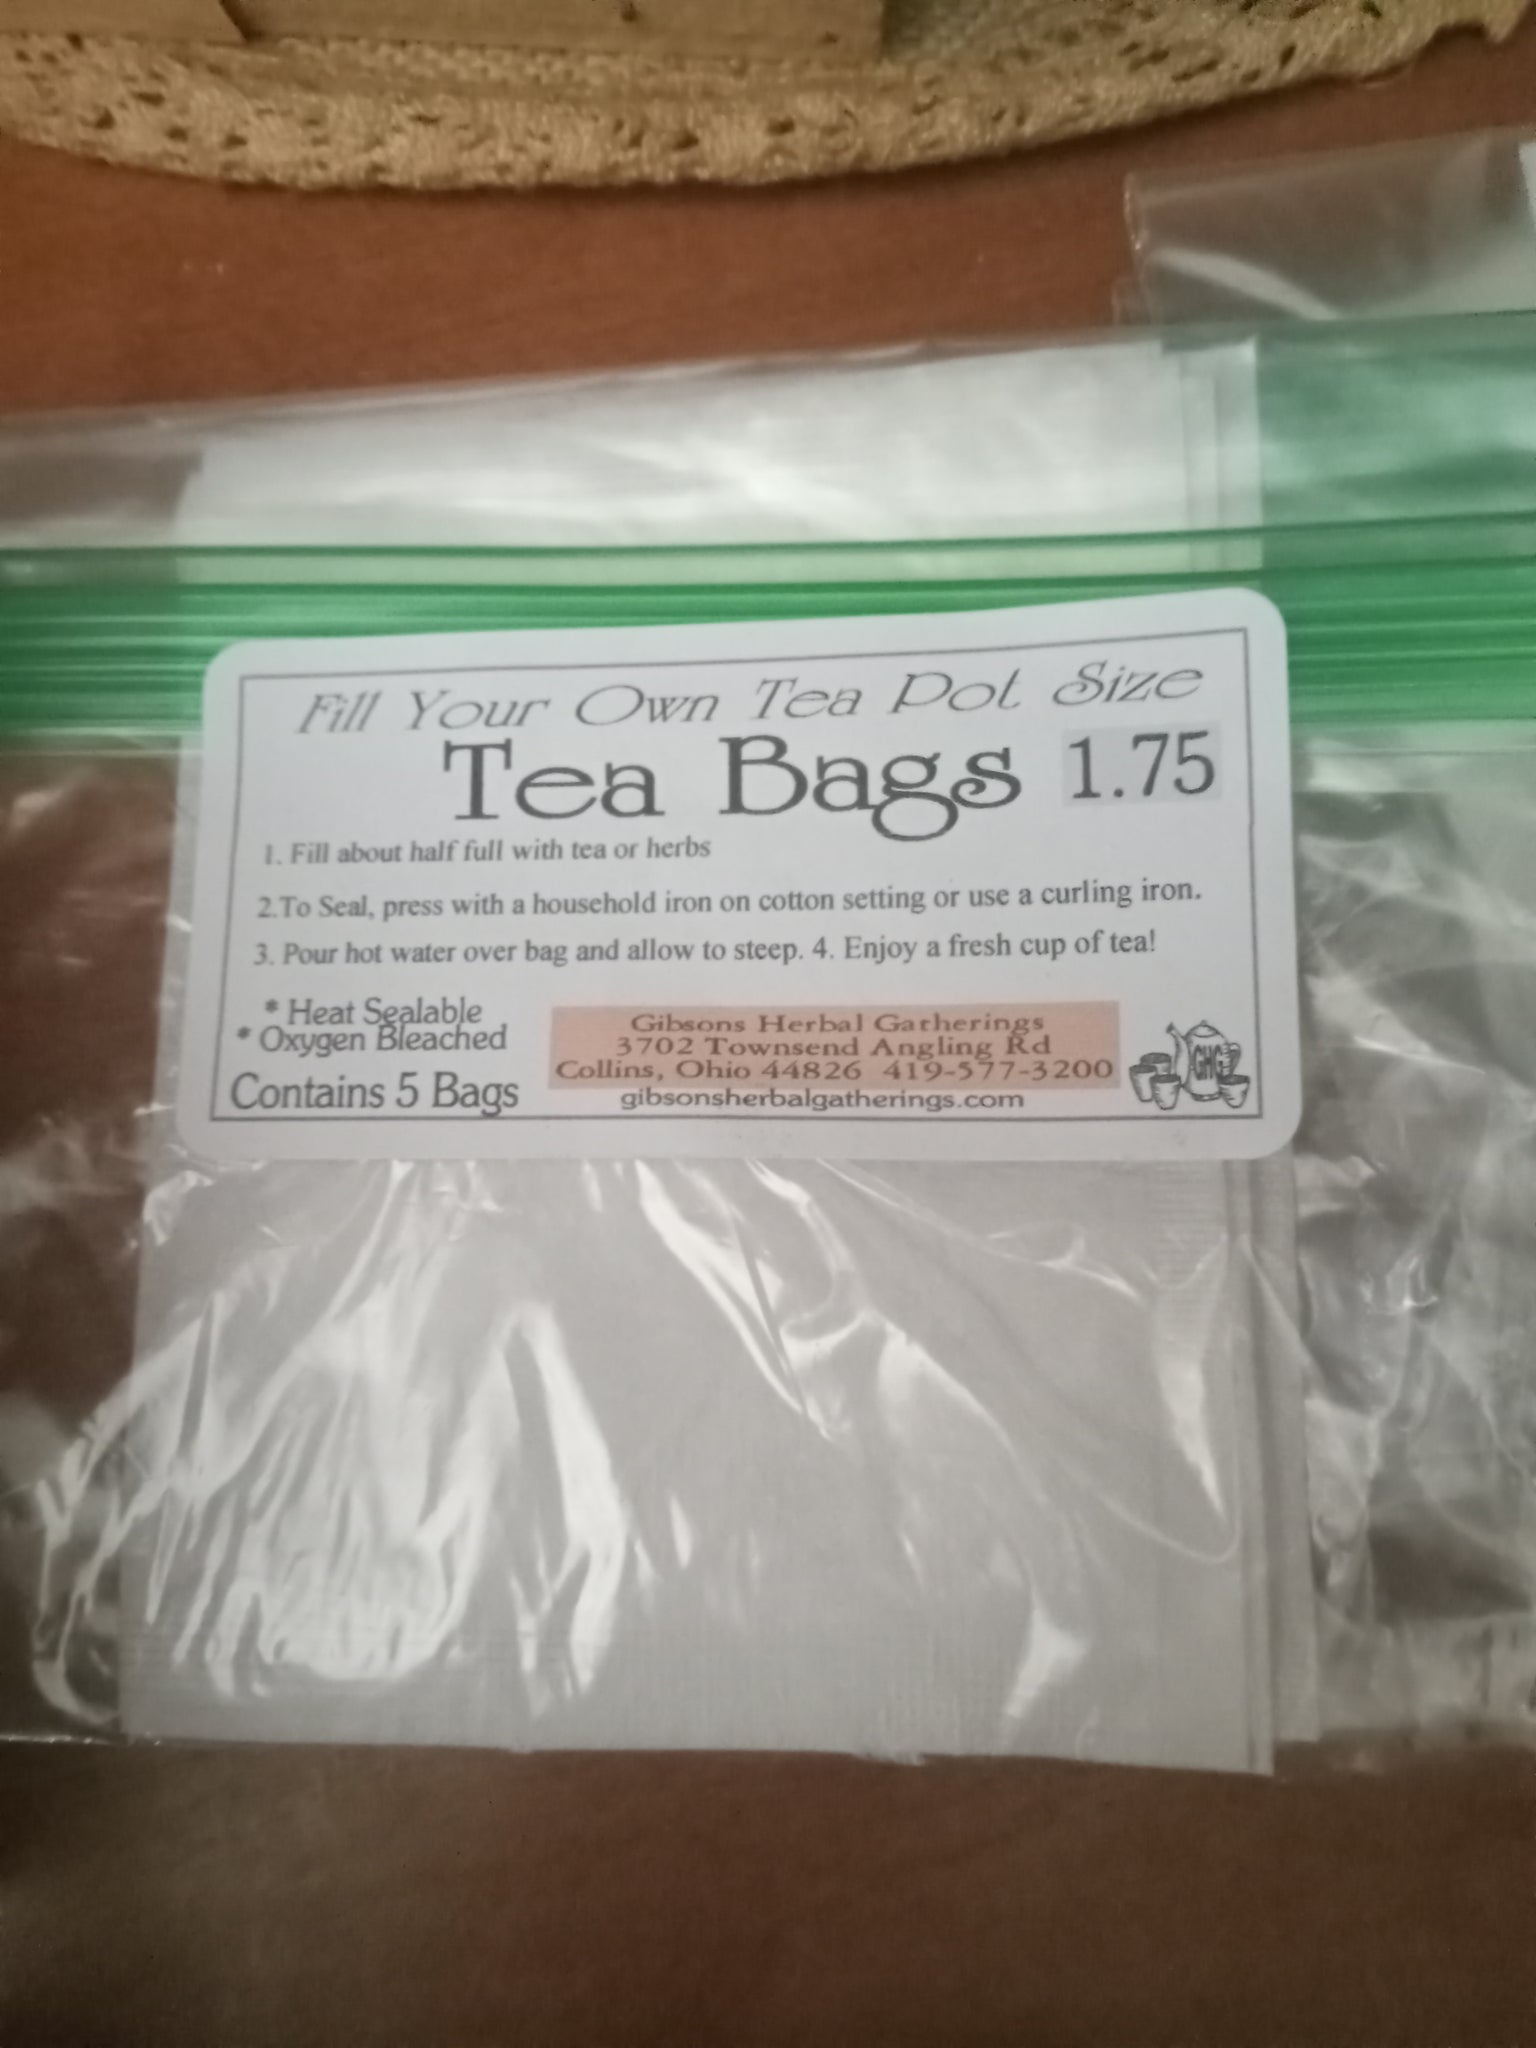 Fill Your Own Tea Pot Size
Tea Bags 1.75
1. Fill about half full with tea or herbs
2.To Seal, press with a household iron on cotton setting or use a curling iron.
3. Pour hot water over bag and allow to steep. 4. Enjoy a fresh cup of tea!
* Heat Sealable
* Oxygen Bleached
Contains 5 Bags
Gibsons Herbal Gatherings
3702 Townsend Angling Rd
Collins, Ohio 44826 419-577-3200
gibsonsherbalgatherings.com
GHG